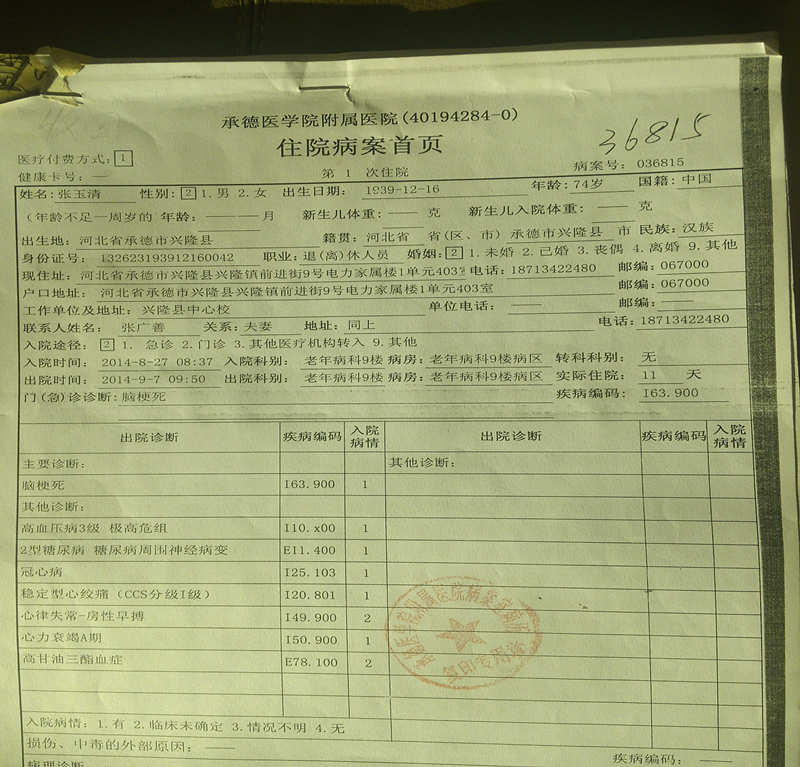 承德医学院附属医院(40194284-0)
住院病案首页
36815
医疗付费方式: 1
健康卡号: —
第 1 次住院
病案号: 036815
姓名: 张玉清 性别: 2 1. 男 2. 女 出生日期: 1939-12-16 年龄: 74岁 国籍: 中国
(年龄不足一周岁的 年龄: ——— 月 新生儿体重: —— 克 新生儿入院体重: —— 克
出生地: 河北省承德市兴隆县 籍贯: 河北省 省(区、市) 承德市兴隆县 市 民族: 汉族
身份证号: 132623193912160042 职业: 退(离)休人员 婚姻: 2 1. 未婚 2. 已婚 3. 丧偶 4. 离婚 9. 其他
现住址: 河北省承德市兴隆县兴隆镇前进街9号电力家属楼1单元403室 电话: 18713422480 邮编: 067000
户口地址: 河北省承德市兴隆县兴隆镇前进街9号电力家属楼1单元403室 邮编: 067000
工作单位及地址: 兴隆县中心校 单位电话: —— 邮编: ——
联系人姓名: 张广善 关系: 夫妻 地址: 同上 电话: 18713422480
入院途径: 2 1. 急诊 2. 门诊 3. 其他医疗机构转入 9. 其他
入院时间: 2014-8-27 08:37 入院科别: 老年病科9楼 病房: 老年病科9楼病区 转科科别: 无
出院时间: 2014-9-7 09:50 出院科别: 老年病科9楼 病房: 老年病科9楼病区 实际住院: 11 天
门(急)诊诊断: 脑梗死 疾病编码: I63.900
出院诊断 疾病编码 入院病情 出院诊断 疾病编码 入院病情
主要诊断: 其他诊断:
脑梗死 I63.900 1
其他诊断:
高血压病3级 极高危组 I10.x00 1
2型糖尿病 糖尿病周围神经病变 E11.400 1
冠心病 I25.103 1
稳定型心绞痛(CCS分级I级) I20.801 1
心律失常-房性早搏 I49.900 2
心力衰竭A期 I50.900 1
高甘油三酯血症 E78.100 2
复印专用章
入院病情: 1. 有 2. 临床未确定 3. 情况不明 4. 无
损伤、中毒的外部原因: ——
疾病编码: ——
病理诊断: